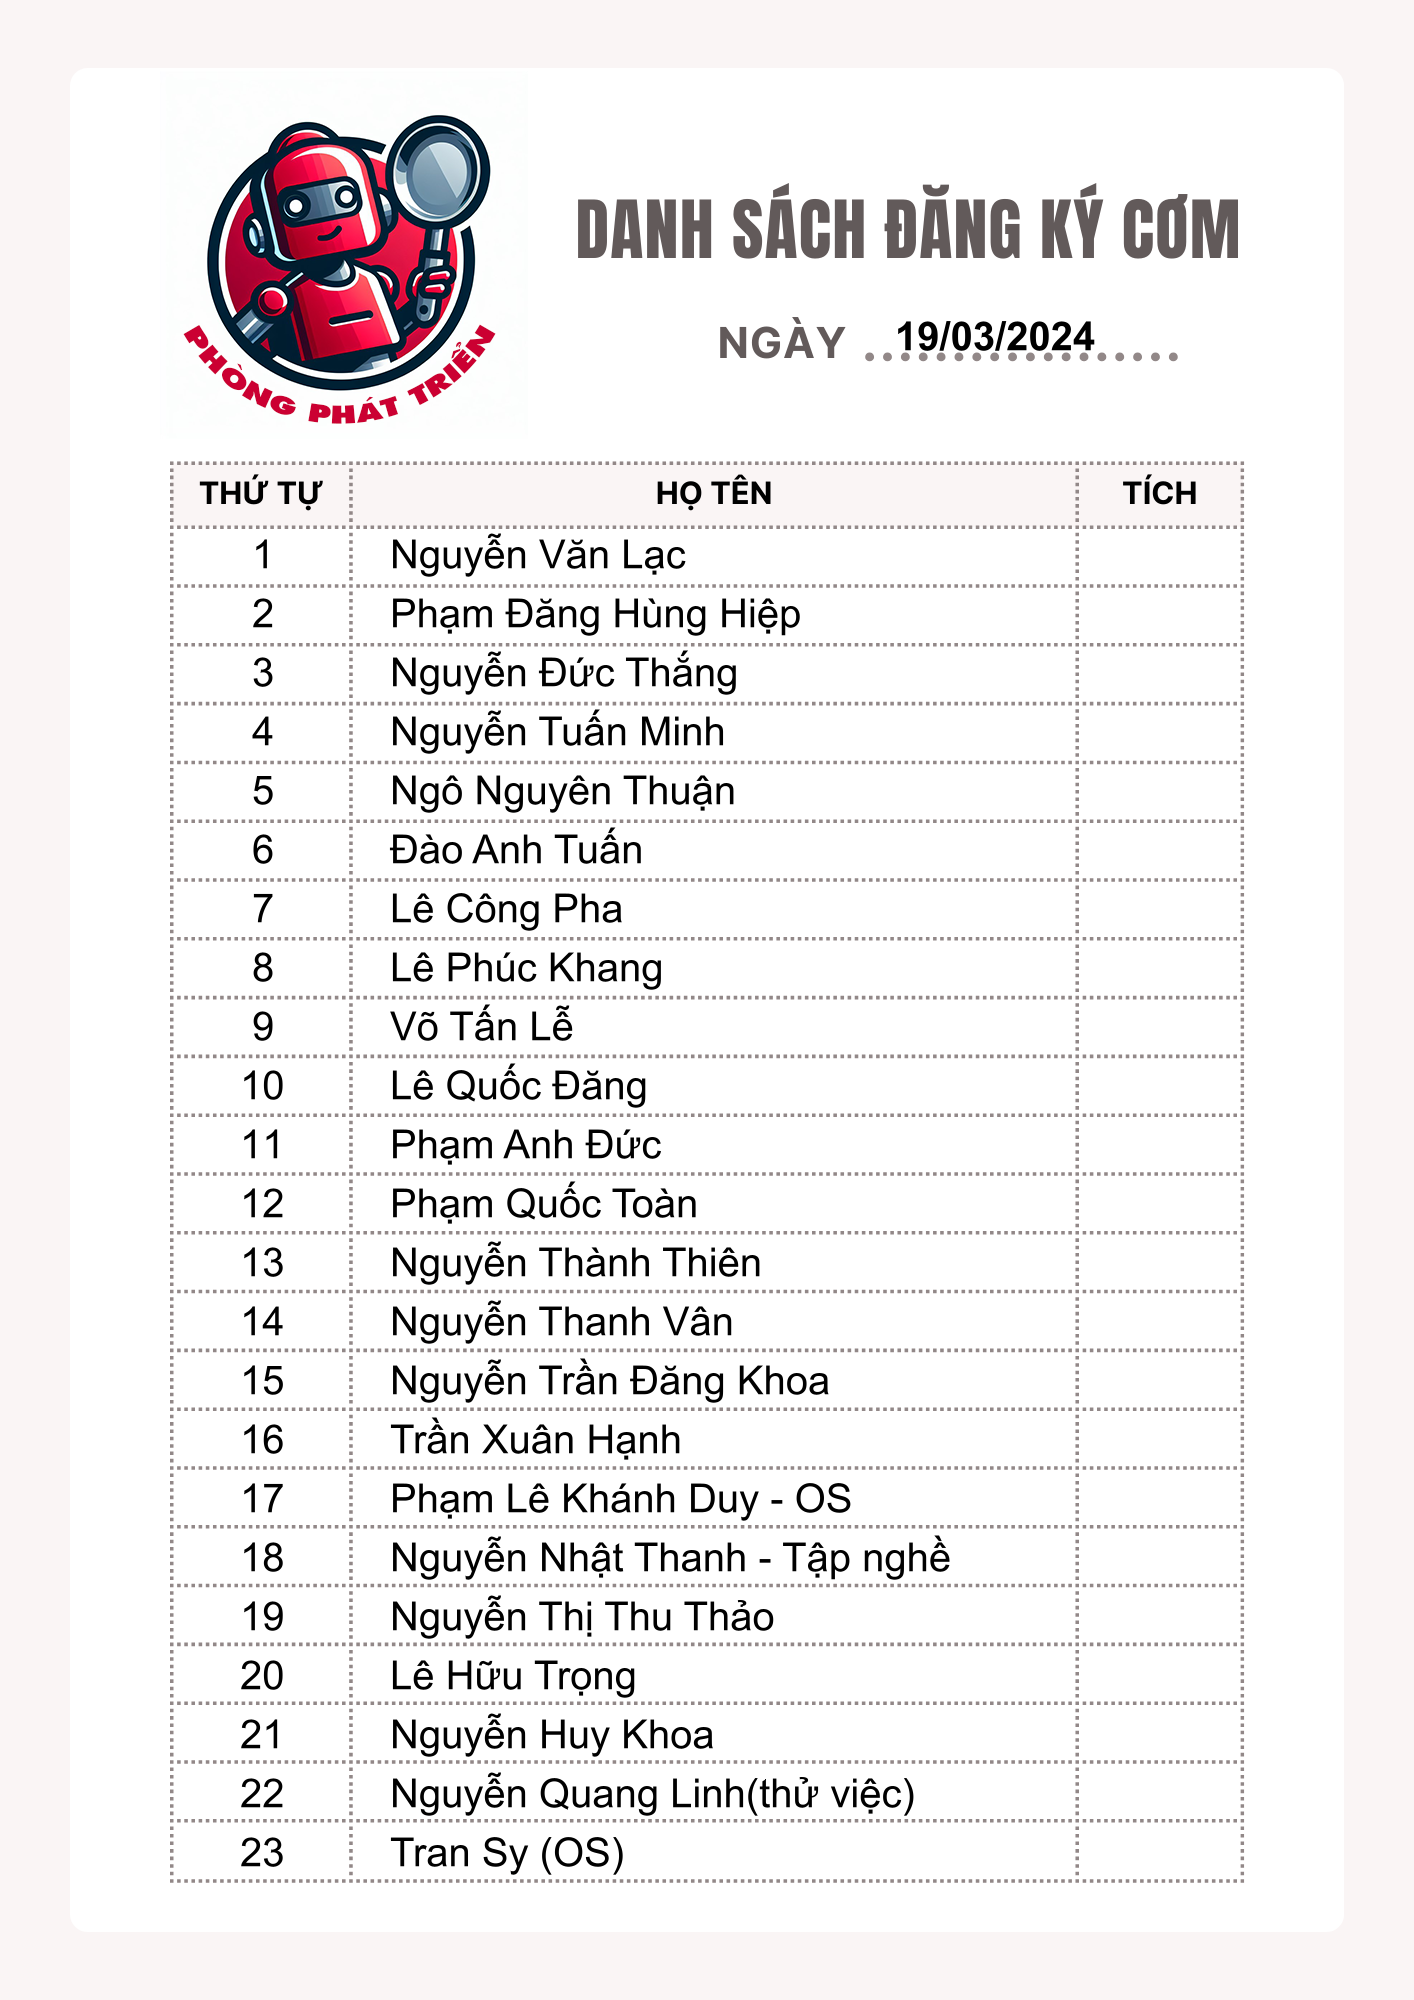 DANH SÁCH ĐĂNG KÝ CƠM
NGÀY 19/03/2024
PHÒNG PHÁT TRIỂN
THỨ TỰ HỌ TÊN TÍCH
1 Nguyễn Văn Lạc
2 Phạm Đăng Hùng Hiệp
3 Nguyễn Đức Thắng
4 Nguyễn Tuấn Minh
5 Ngô Nguyên Thuận
6 Đào Anh Tuấn
7 Lê Công Pha
8 Lê Phúc Khang
9 Võ Tấn Lễ
10 Lê Quốc Đăng
11 Phạm Anh Đức
12 Phạm Quốc Toàn
13 Nguyễn Thành Thiên
14 Nguyễn Thanh Vân
15 Nguyễn Trần Đăng Khoa
16 Trần Xuân Hạnh
17 Phạm Lê Khánh Duy - OS
18 Nguyễn Nhật Thanh - Tập nghề
19 Nguyễn Thị Thu Thảo
20 Lê Hữu Trọng
21 Nguyễn Huy Khoa
22 Nguyễn Quang Linh(thử việc)
23 Tran Sy (OS)